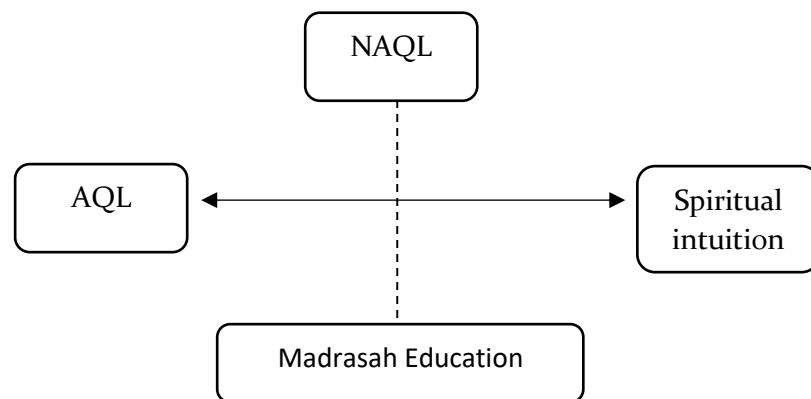 NAQL
AQL
Spiritual
intuition
Madrasah Education